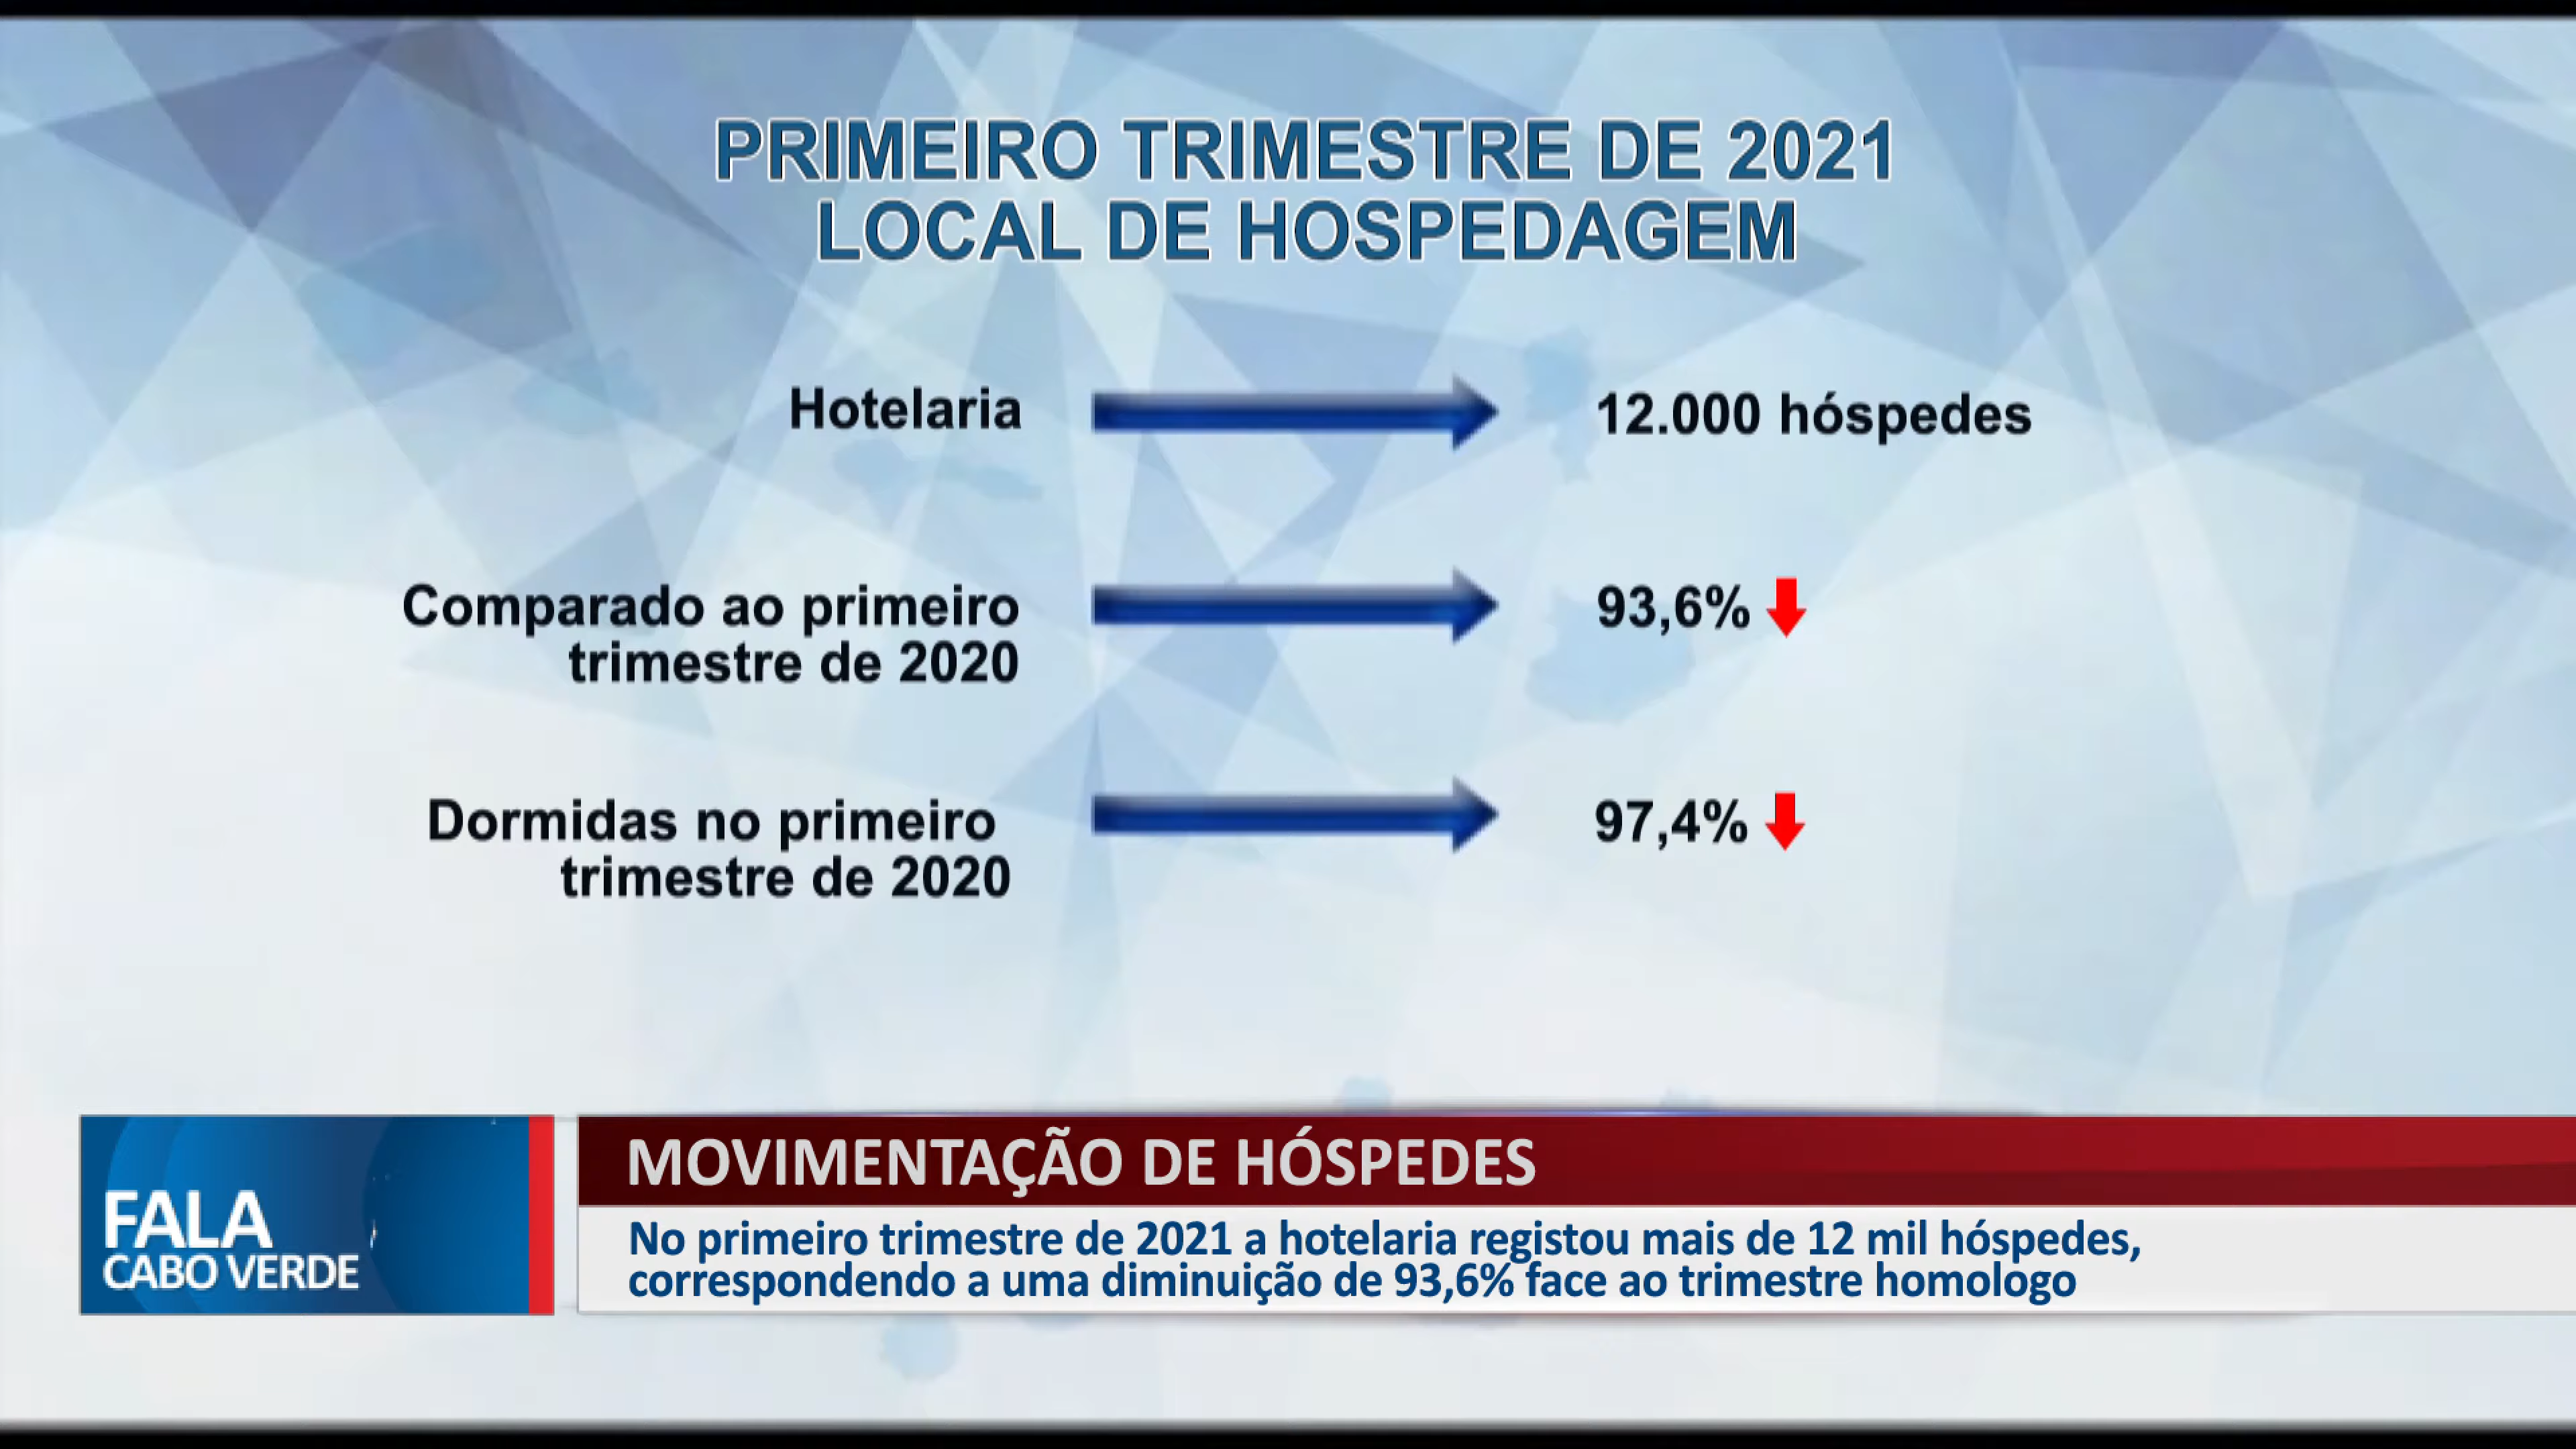 PRIMEIRO TRIMESTRE DE 2021
LOCAL DE HOSPEDAGEM
Hotelaria
12.000 hóspedes
Comparado ao primeiro
trimestre de 2020
93,6%
Dormidas no primeiro
trimestre de 2020
97,4%
FALA
CABO VERDE
MOVIMENTAÇÃO DE HÓSPEDES
No primeiro trimestre de 2021 a hotelaria registou mais de 12 mil hóspedes,
correspondendo a uma diminuição de 93,6% face ao trimestre homologo